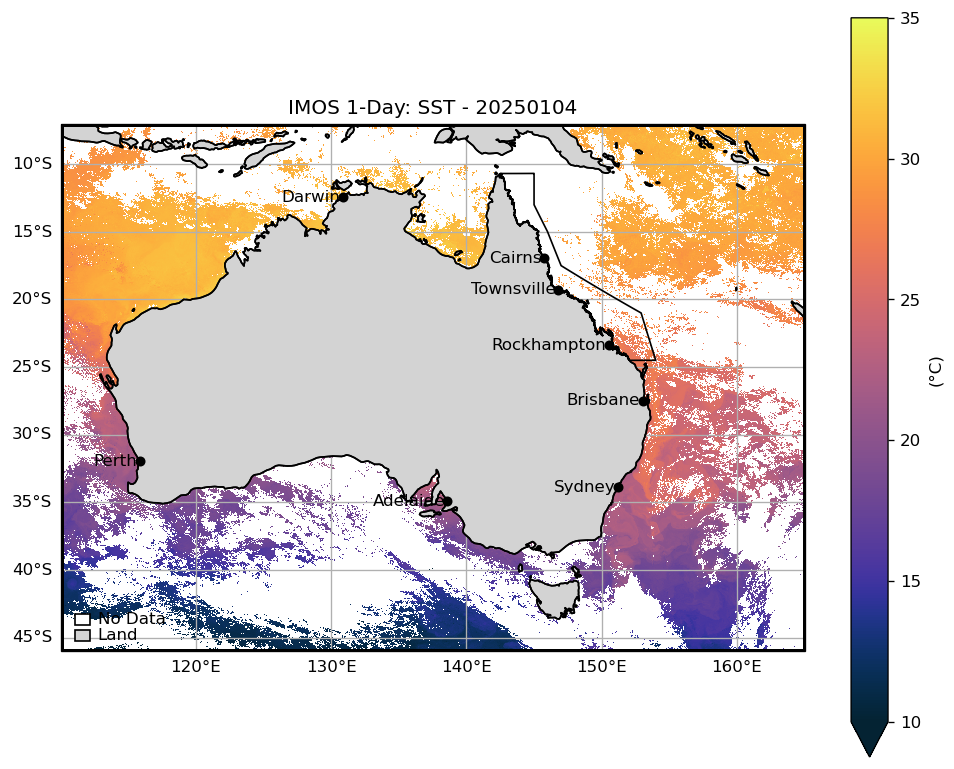 IMOS 1-Day: SST - 20250104
35
30
25
20
15
10
(°C)
10°S
15°S
20°S
25°S
30°S
35°S
40°S
45°S
Darwin
Cairns
Townsville
Rockhampton
Brisbane
Perth
Sydney
Adelaide
No Data
Land
120°E
130°E
140°E
150°E
160°E